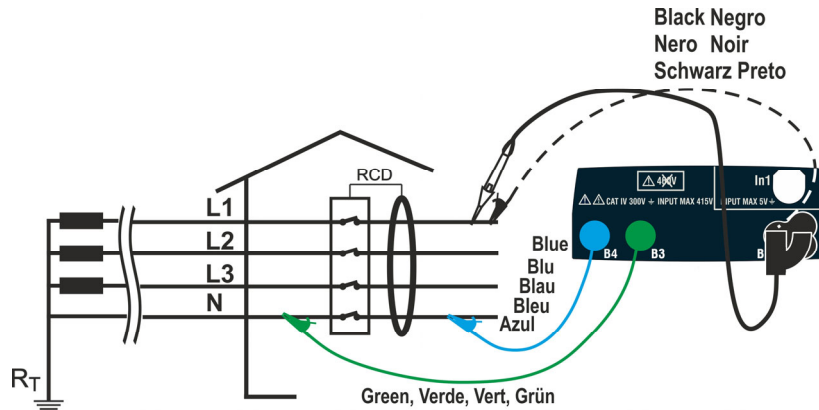 Black Negro
Nero Noir
Schwarz Preto
RCD
L1
L2
L3
N
RT
480V
In1
CAT IV 300V ⏚ INPUT MAX 415V
INPUT MAX 5V ⏚
B4
B3
B
Blue
Blu
Blau
Bleu
Azul
Green, Verde, Vert, Grün